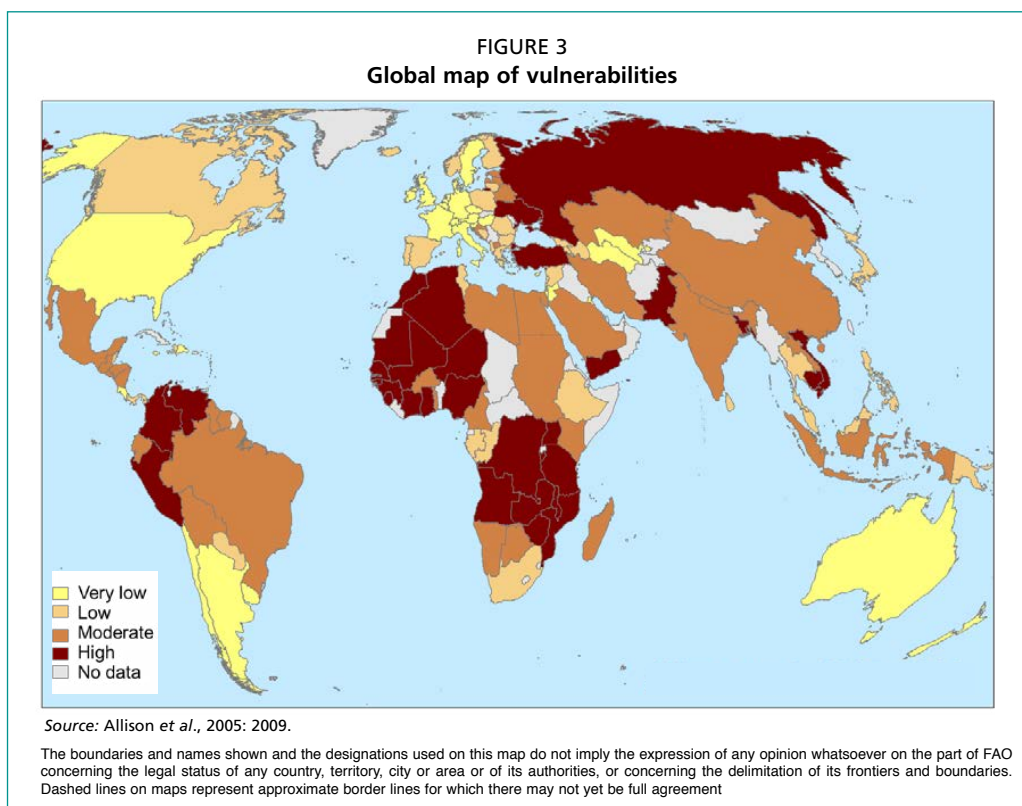 FIGURE 3
Global map of vulnerabilities
Very low
Low
Moderate
High
No data
Source: Allison et al., 2005: 2009.
The boundaries and names shown and the designations used on this map do not imply the expression of any opinion whatsoever on the part of FAO
concerning the legal status of any country, territory, city or area or of its authorities, or concerning the delimitation of its frontiers and boundaries.
Dashed lines on maps represent approximate border lines for which there may not yet be full agreement